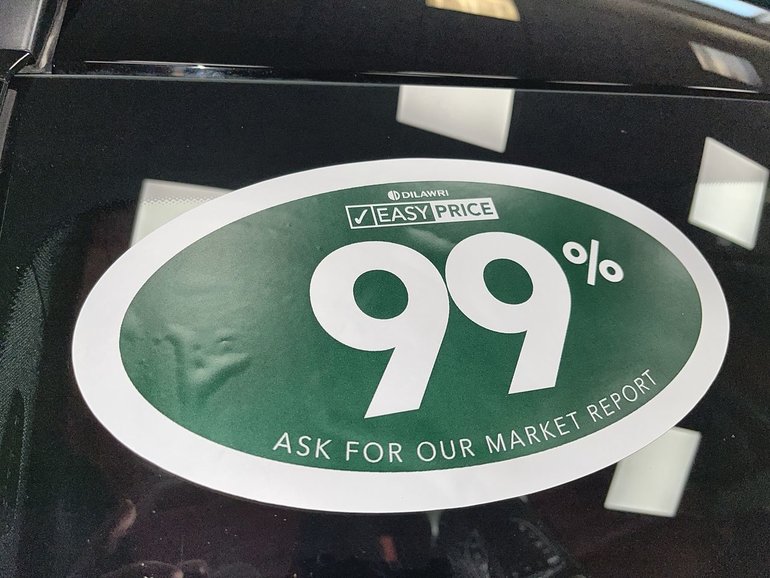 DILAWRI
✓ EASY PRICE
99%
ASK FOR OUR MARKET REPORT